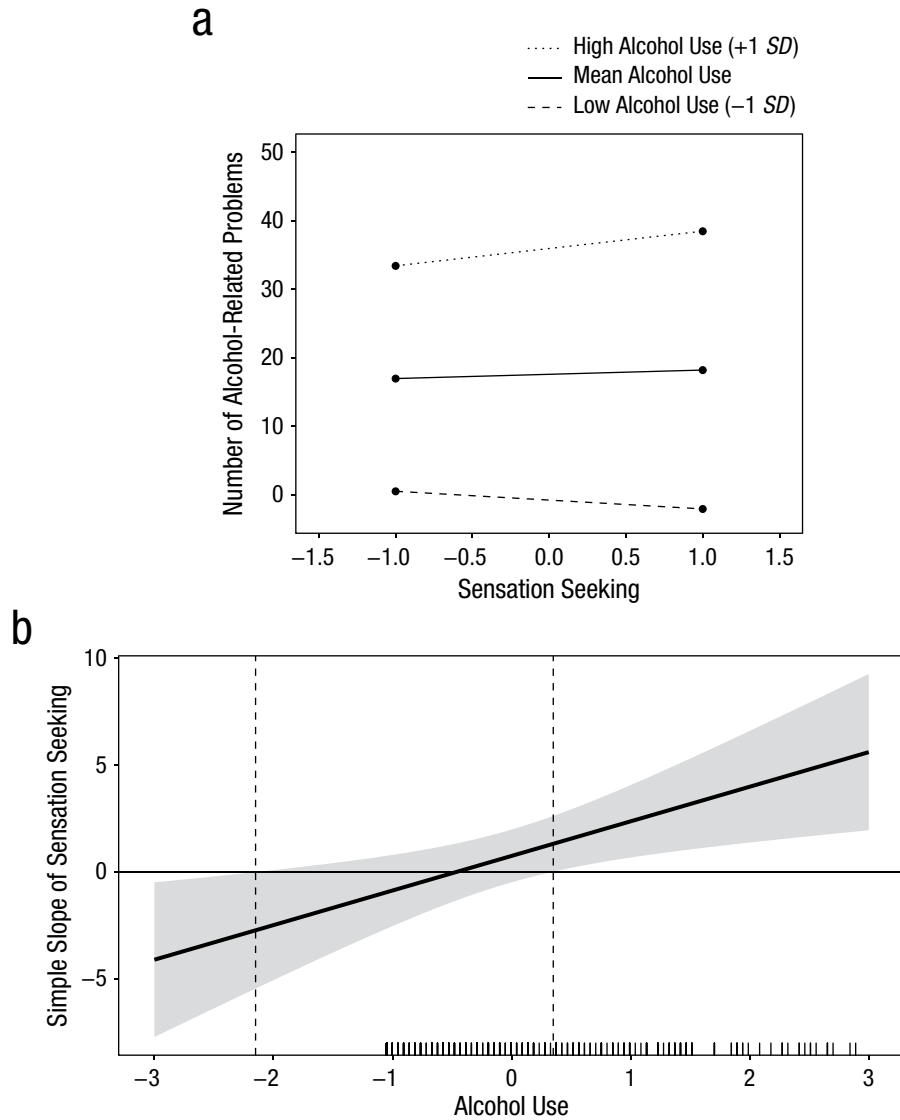 a
High Alcohol Use (+1 SD)
Mean Alcohol Use
Low Alcohol Use (−1 SD)
Number of Alcohol-Related Problems
50
40
30
20
10
0
−1.5 −1.0 −0.5 0.0 0.5 1.0 1.5
Sensation Seeking
b
Simple Slope of Sensation Seeking
10
5
0
−5
−3 −2 −1 0 1 2 3
Alcohol Use